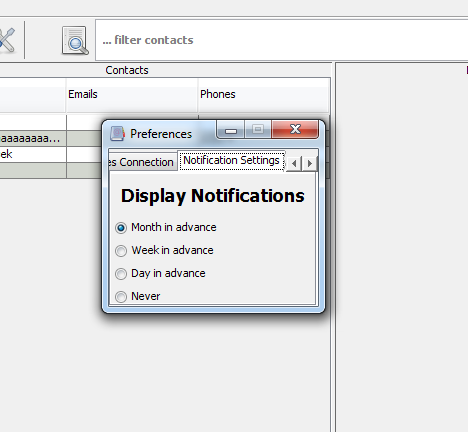 ... filter contacts
Contacts
Emails
Phones
aaaaaaaaa...
ek
Preferences
es Connection
Notification Settings
Display Notifications
Month in advance
Week in advance
Day in advance
Never